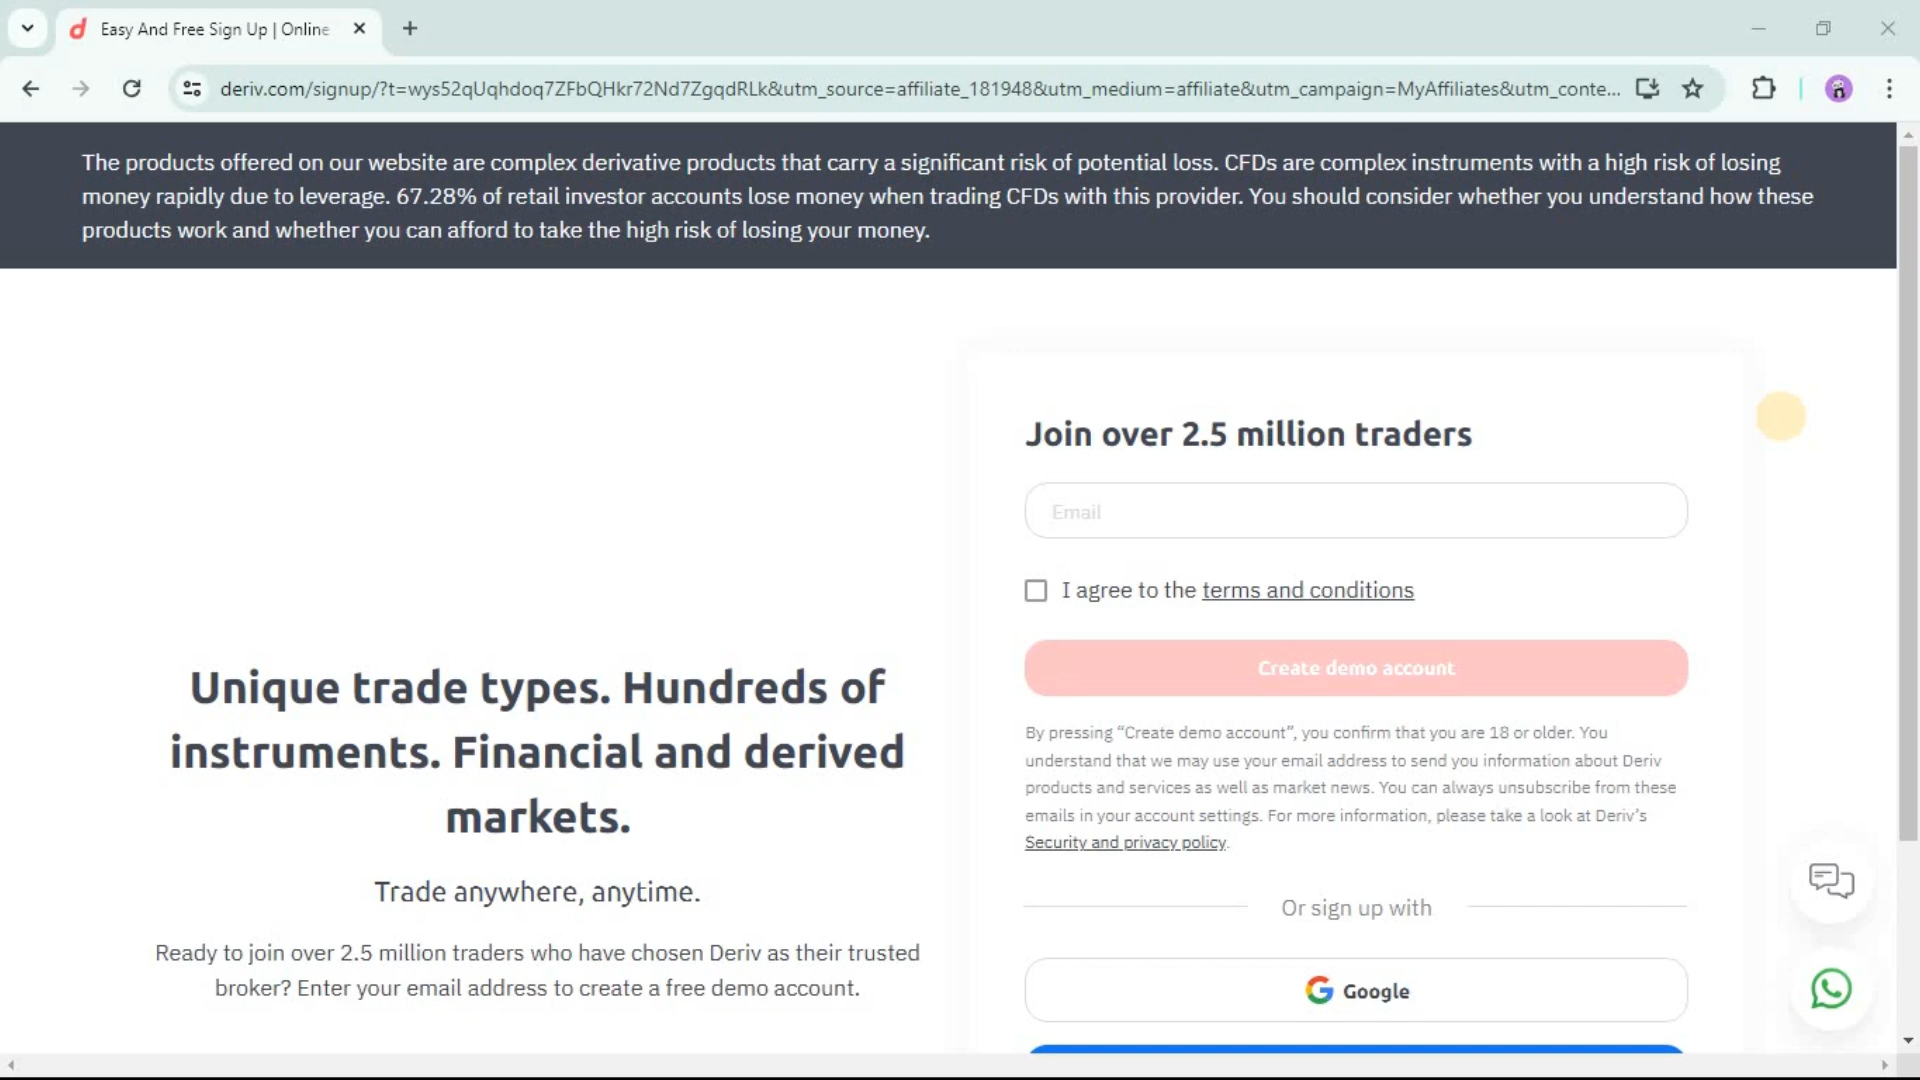 Easy And Free Sign Up | Online
deriv.com/signup/?t=wys52qUqhdoq7ZFbQHkr72Nd7ZgqdRLk&utm_source=affiliate_181948&utm_medium=affiliate&utm_campaign=MyAffiliates&utm_conte...
The products offered on our website are complex derivative products that carry a significant risk of potential loss. CFDs are complex instruments with a high risk of losing
money rapidly due to leverage. 67.28% of retail investor accounts lose money when trading CFDs with this provider. You should consider whether you understand how these
products work and whether you can afford to take the high risk of losing your money.
Unique trade types. Hundreds of
instruments. Financial and derived
markets.
Trade anywhere, anytime.
Ready to join over 2.5 million traders who have chosen Deriv as their trusted
broker? Enter your email address to create a free demo account.
Join over 2.5 million traders
Email
I agree to the terms and conditions
Create demo account
By pressing “Create demo account”, you confirm that you are 18 or older. You
understand that we may use your email address to send you information about Deriv
products and services as well as market news. You can always unsubscribe from these
emails in your account settings. For more information, please take a look at Deriv’s
Security and privacy policy.
Or sign up with
Google